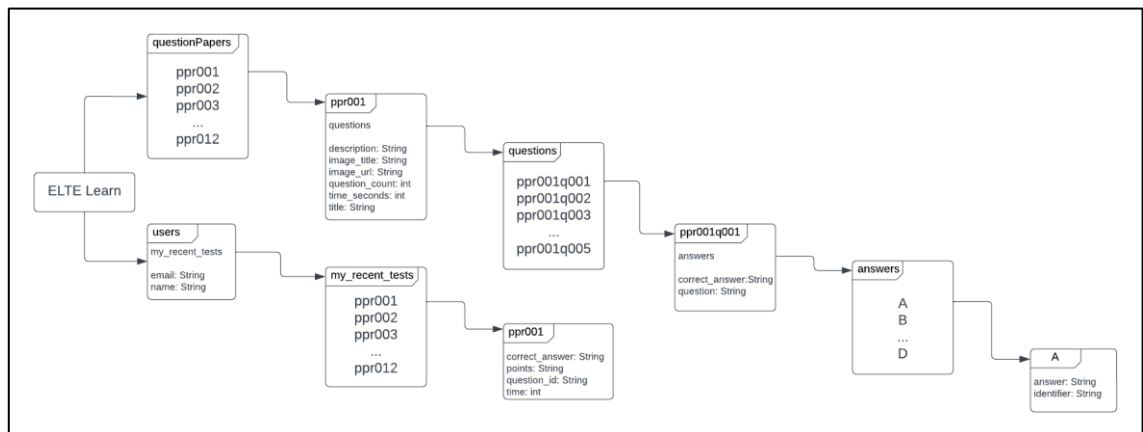 ELTE Learn
questionPapers
ppr001
ppr002
ppr003
...
ppr012
ppr001
questions
description: String
image_title: String
image_url: String
question_count: int
time_seconds: int
title: String
questions
ppr001q001
ppr001q002
ppr001q003
...
ppr001q005
ppr001q001
answers
correct_answer:String
question: String
answers
A
B
...
D
A
answer: String
identifier: String
users
my_recent_tests
email: String
name: String
my_recent_tests
ppr001
ppr002
ppr003
...
ppr012
ppr001
correct_answer: String
points: String
question_id: String
time: int